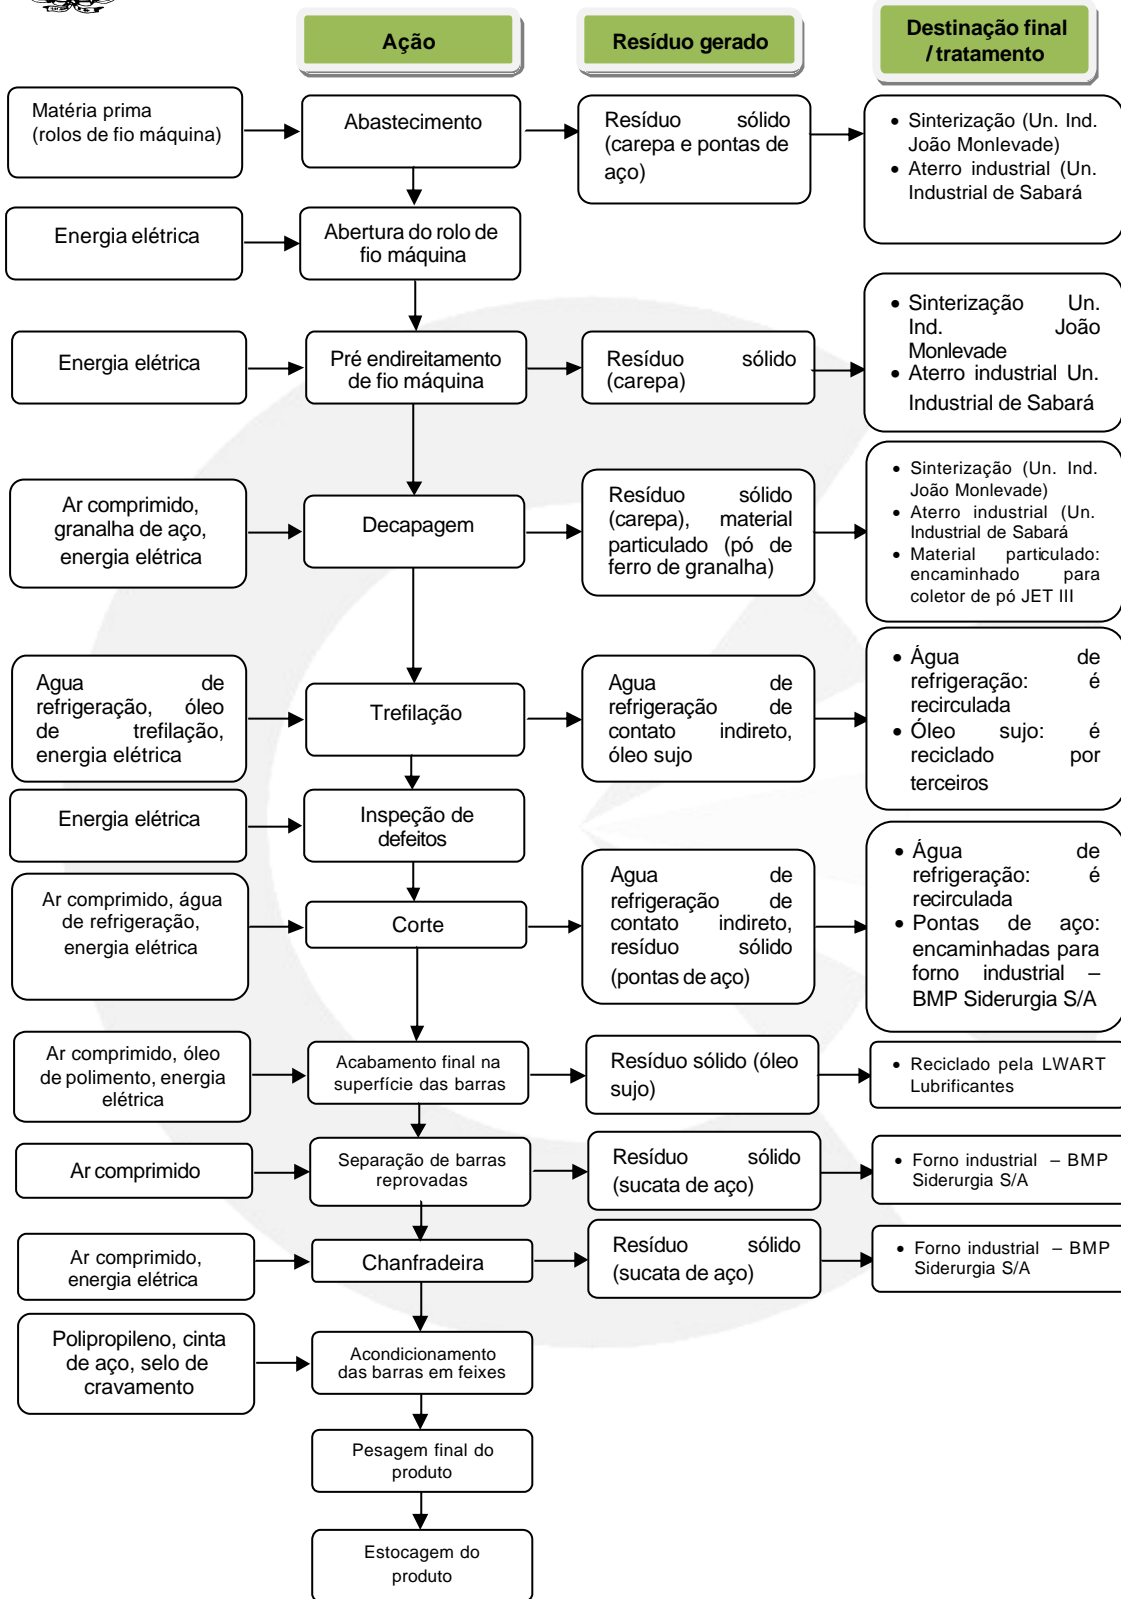 Ação
Resíduo gerado
Destinação final
/ tratamento
Matéria prima
(rolos de fio máquina)
Abastecimento
Resíduo sólido
(carepa e pontas de
aço)
• Sinterização (Un. Ind.
João Monlevade)
• Aterro industrial (Un.
Industrial de Sabará
Energia elétrica
Abertura do rolo de
fio máquina
Energia elétrica
Pré endireitamento
de fio máquina
Resíduo sólido
(carepa)
• Sinterização Un.
Ind. João
Monlevade
• Aterro industrial Un.
Industrial de Sabará
Ar comprimido,
granalha de aço,
energia elétrica
Decapagem
Resíduo sólido
(carepa), material
particulado (pó de
ferro de granalha)
• Sinterização (Un. Ind.
João Monlevade)
• Aterro industrial (Un.
Industrial de Sabará
• Material particulado:
encaminhado para
coletor de pó JET III
Agua de
refrigeração, óleo
de trefilação,
energia elétrica
Trefilação
Agua de
refrigeração de
contato indireto,
óleo sujo
• Água de
refrigeração: é
recirculada
• Óleo sujo: é
reciclado por
terceiros
Energia elétrica
Inspeção de
defeitos
Ar comprimido, água
de refrigeração,
energia elétrica
Corte
Agua de
refrigeração de
contato indireto,
resíduo sólido
(pontas de aço)
• Água de
refrigeração: é
recirculada
• Pontas de aço:
encaminhadas para
forno industrial –
BMP Siderurgia S/A
Ar comprimido, óleo
de polimento, energia
elétrica
Acabamento final na
superfície das barras
Resíduo sólido (óleo
sujo)
• Reciclado pela LWART
Lubrificantes
Ar comprimido
Separação de barras
reprovadas
Resíduo sólido
(sucata de aço)
• Forno industrial – BMP
Siderurgia S/A
Ar comprimido,
energia elétrica
Chanfradeira
Resíduo sólido
(sucata de aço)
• Forno industrial – BMP
Siderurgia S/A
Polipropileno, cinta
de aço, selo de
cravamento
Acondicionamento
das barras em feixes
Pesagem final do
produto
Estocagem do
produto